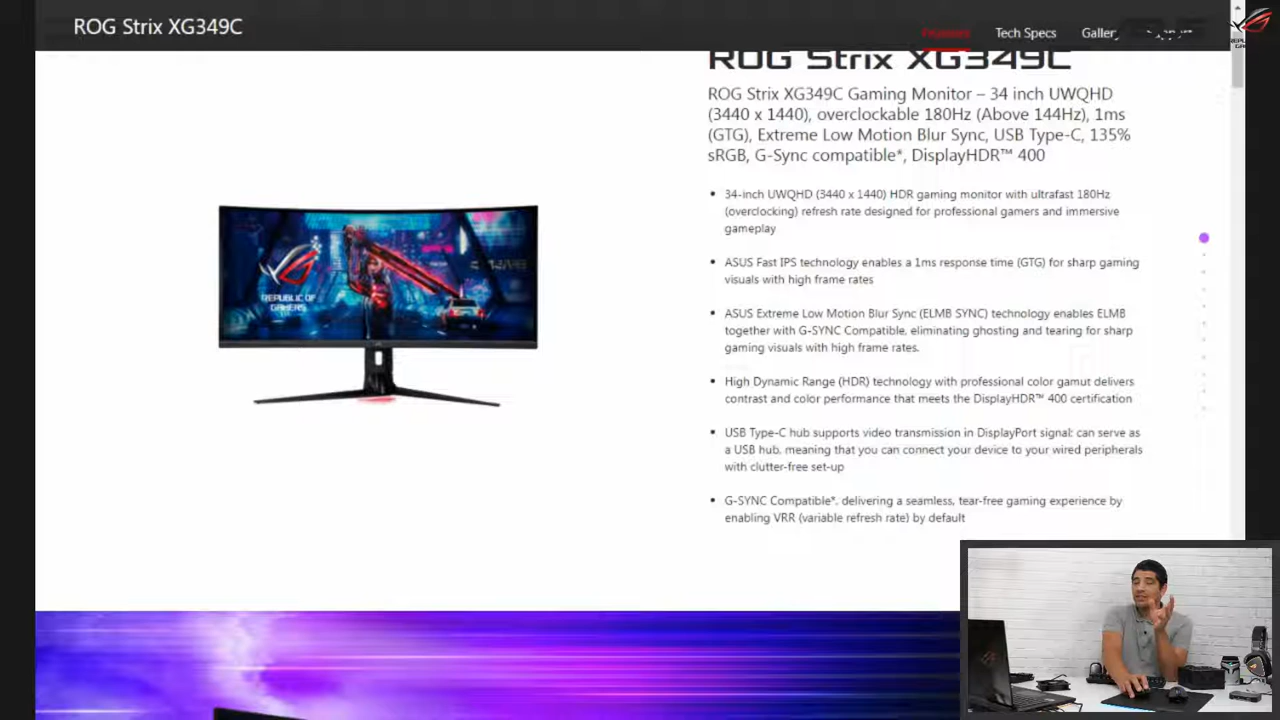 ROG Strix XG349C
Tech Specs
Gallery
Support
ROG Strix XG349C
ROG Strix XG349C Gaming Monitor – 34 inch UWQHD
(3440 x 1440), overclockable 180Hz (Above 144Hz), 1ms
(GTG), Extreme Low Motion Blur Sync, USB Type-C, 135%
sRGB, G-Sync compatible*, DisplayHDR™ 400
34-inch UWQHD (3440 x 1440) HDR gaming monitor with ultrafast 180Hz
(overclocking) refresh rate designed for professional gamers and immersive
gameplay
ASUS Fast IPS technology enables a 1ms response time (GTG) for sharp gaming
visuals with high frame rates
ASUS Extreme Low Motion Blur Sync (ELMB SYNC) technology enables ELMB
together with G-SYNC Compatible, eliminating ghosting and tearing for sharp
gaming visuals with high frame rates.
High Dynamic Range (HDR) technology with professional color gamut delivers
contrast and color performance that meets the DisplayHDR™ 400 certification
USB Type-C hub supports video transmission in DisplayPort signal; can serve as
a USB hub, meaning that you can connect your device to your wired peripherals
with clutter-free set-up
G-SYNC Compatible*, delivering a seamless, tear-free gaming experience by
enabling VRR (variable refresh rate) by default
REPUBLIC OF
GAMERS